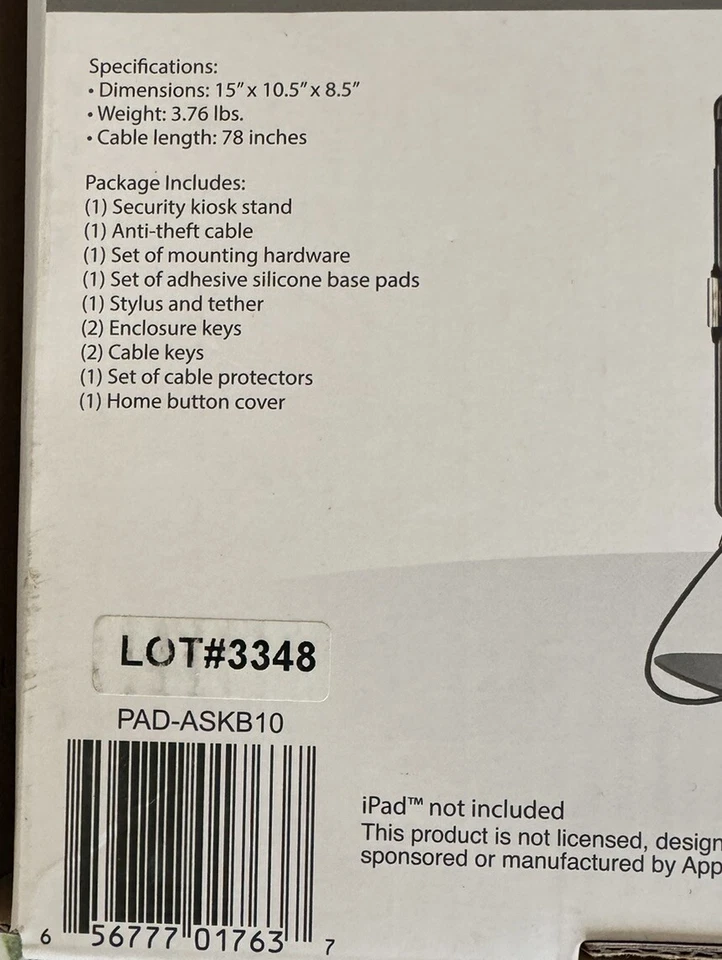 Specifications:
• Dimensions: 15” x 10.5” x 8.5”
• Weight: 3.76 lbs.
• Cable length: 78 inches
Package Includes:
(1) Security kiosk stand
(1) Anti-theft cable
(1) Set of mounting hardware
(1) Set of adhesive silicone base pads
(1) Stylus and tether
(2) Enclosure keys
(2) Cable keys
(1) Set of cable protectors
(1) Home button cover
LOT#3348
PAD-ASKB10
6 56777 01763 7
iPad™ not included
This product is not licensed, design
sponsored or manufactured by App